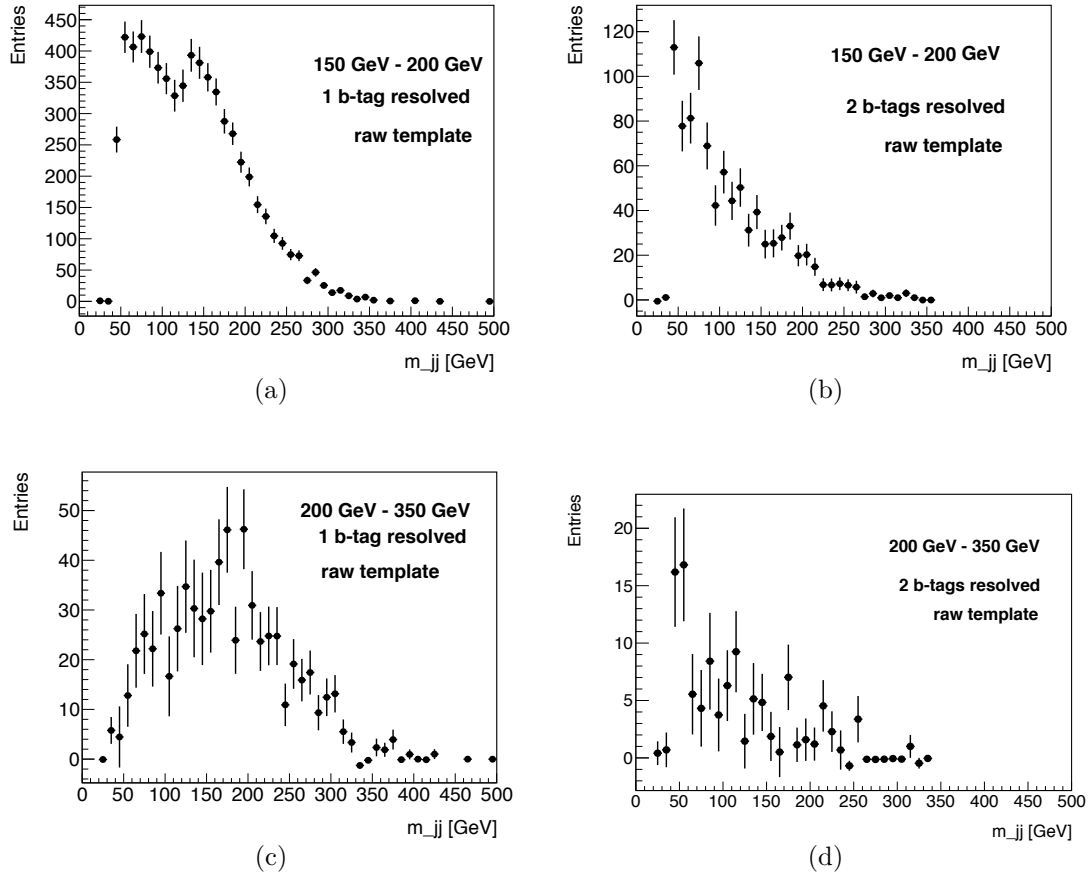 Entries
450
400
350
300
250
200
150
100
50
0
150 GeV - 200 GeV
1 b-tag resolved
raw template
0 50 100 150 200 250 300 350 400 450 500
m_jj [GeV]
(a)
Entries
120
100
80
60
40
20
0
150 GeV - 200 GeV
2 b-tags resolved
raw template
0 50 100 150 200 250 300 350 400 450 500
m_jj [GeV]
(b)
Entries
50
40
30
20
10
0
200 GeV - 350 GeV
1 b-tag resolved
raw template
0 50 100 150 200 250 300 350 400 450 500
m_jj [GeV]
(c)
Entries
20
15
10
5
0
200 GeV - 350 GeV
2 b-tags resolved
raw template
0 50 100 150 200 250 300 350 400 450 500
m_jj [GeV]
(d)